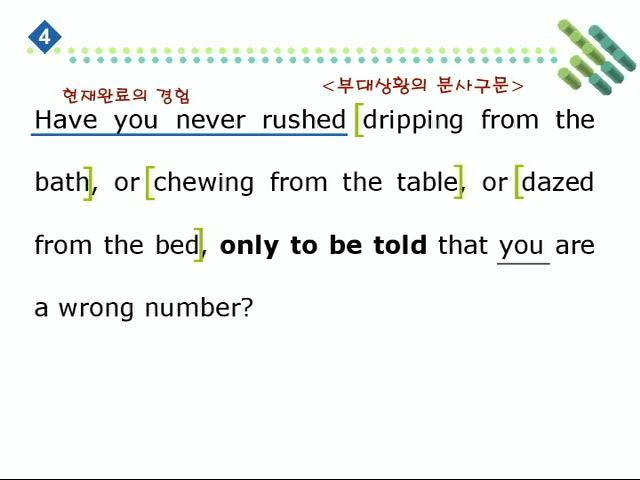 4
현재완료의 경험
<부대상황의 분사구문>
Have you never rushed [dripping from the
bath], or [chewing from the table], or [dazed
from the bed], only to be told that you are
a wrong number?